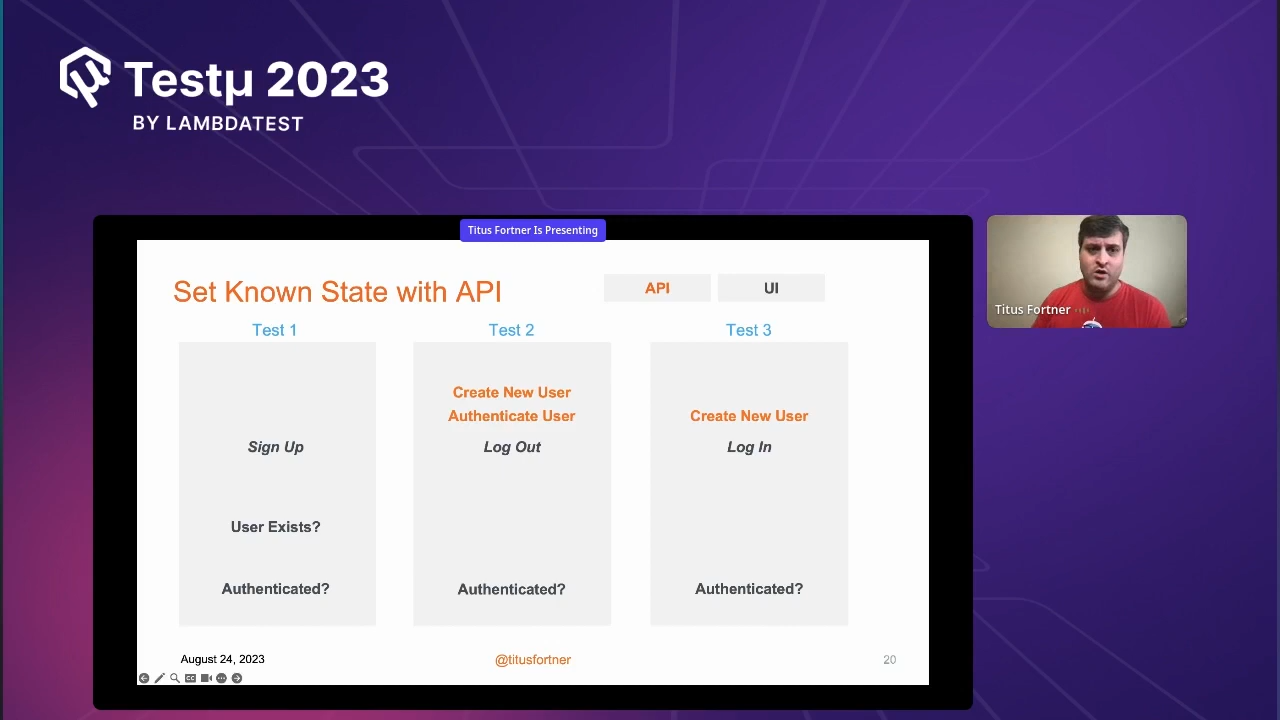 Testμ 2023
BY LAMBDATEST
Titus Fortner Is Presenting
Set Known State with API
API
UI
Test 1
Test 2
Test 3
Sign Up
User Exists?
Authenticated?
Create New User
Authenticate User
Log Out
Authenticated?
Create New User
Log In
Authenticated?
August 24, 2023
@titusfortner
20
Titus Fortner